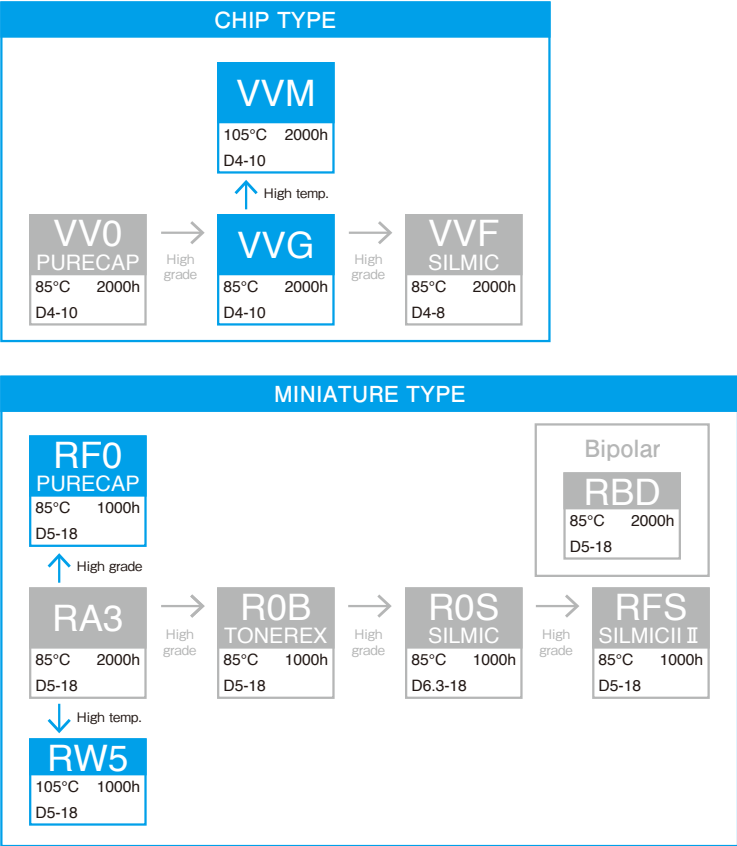 CHIP TYPE
VVM
105°C 2000h
D4-10
High temp.
VV0
PURECAP
85°C 2000h
D4-10
High
grade
VVG
85°C 2000h
D4-10
High
grade
VVF
SILMIC
85°C 2000h
D4-8
MINIATURE TYPE
RF0
PURECAP
85°C 1000h
D5-18
High grade
Bipolar
RBD
85°C 2000h
D5-18
RA3
85°C 2000h
D5-18
High
grade
R0B
TONEREX
85°C 1000h
D5-18
High
grade
R0S
SILMIC
85°C 1000h
D6.3-18
High
grade
RFS
SILMICII Ⅱ
85°C 1000h
D5-18
High temp.
RW5
105°C 1000h
D5-18